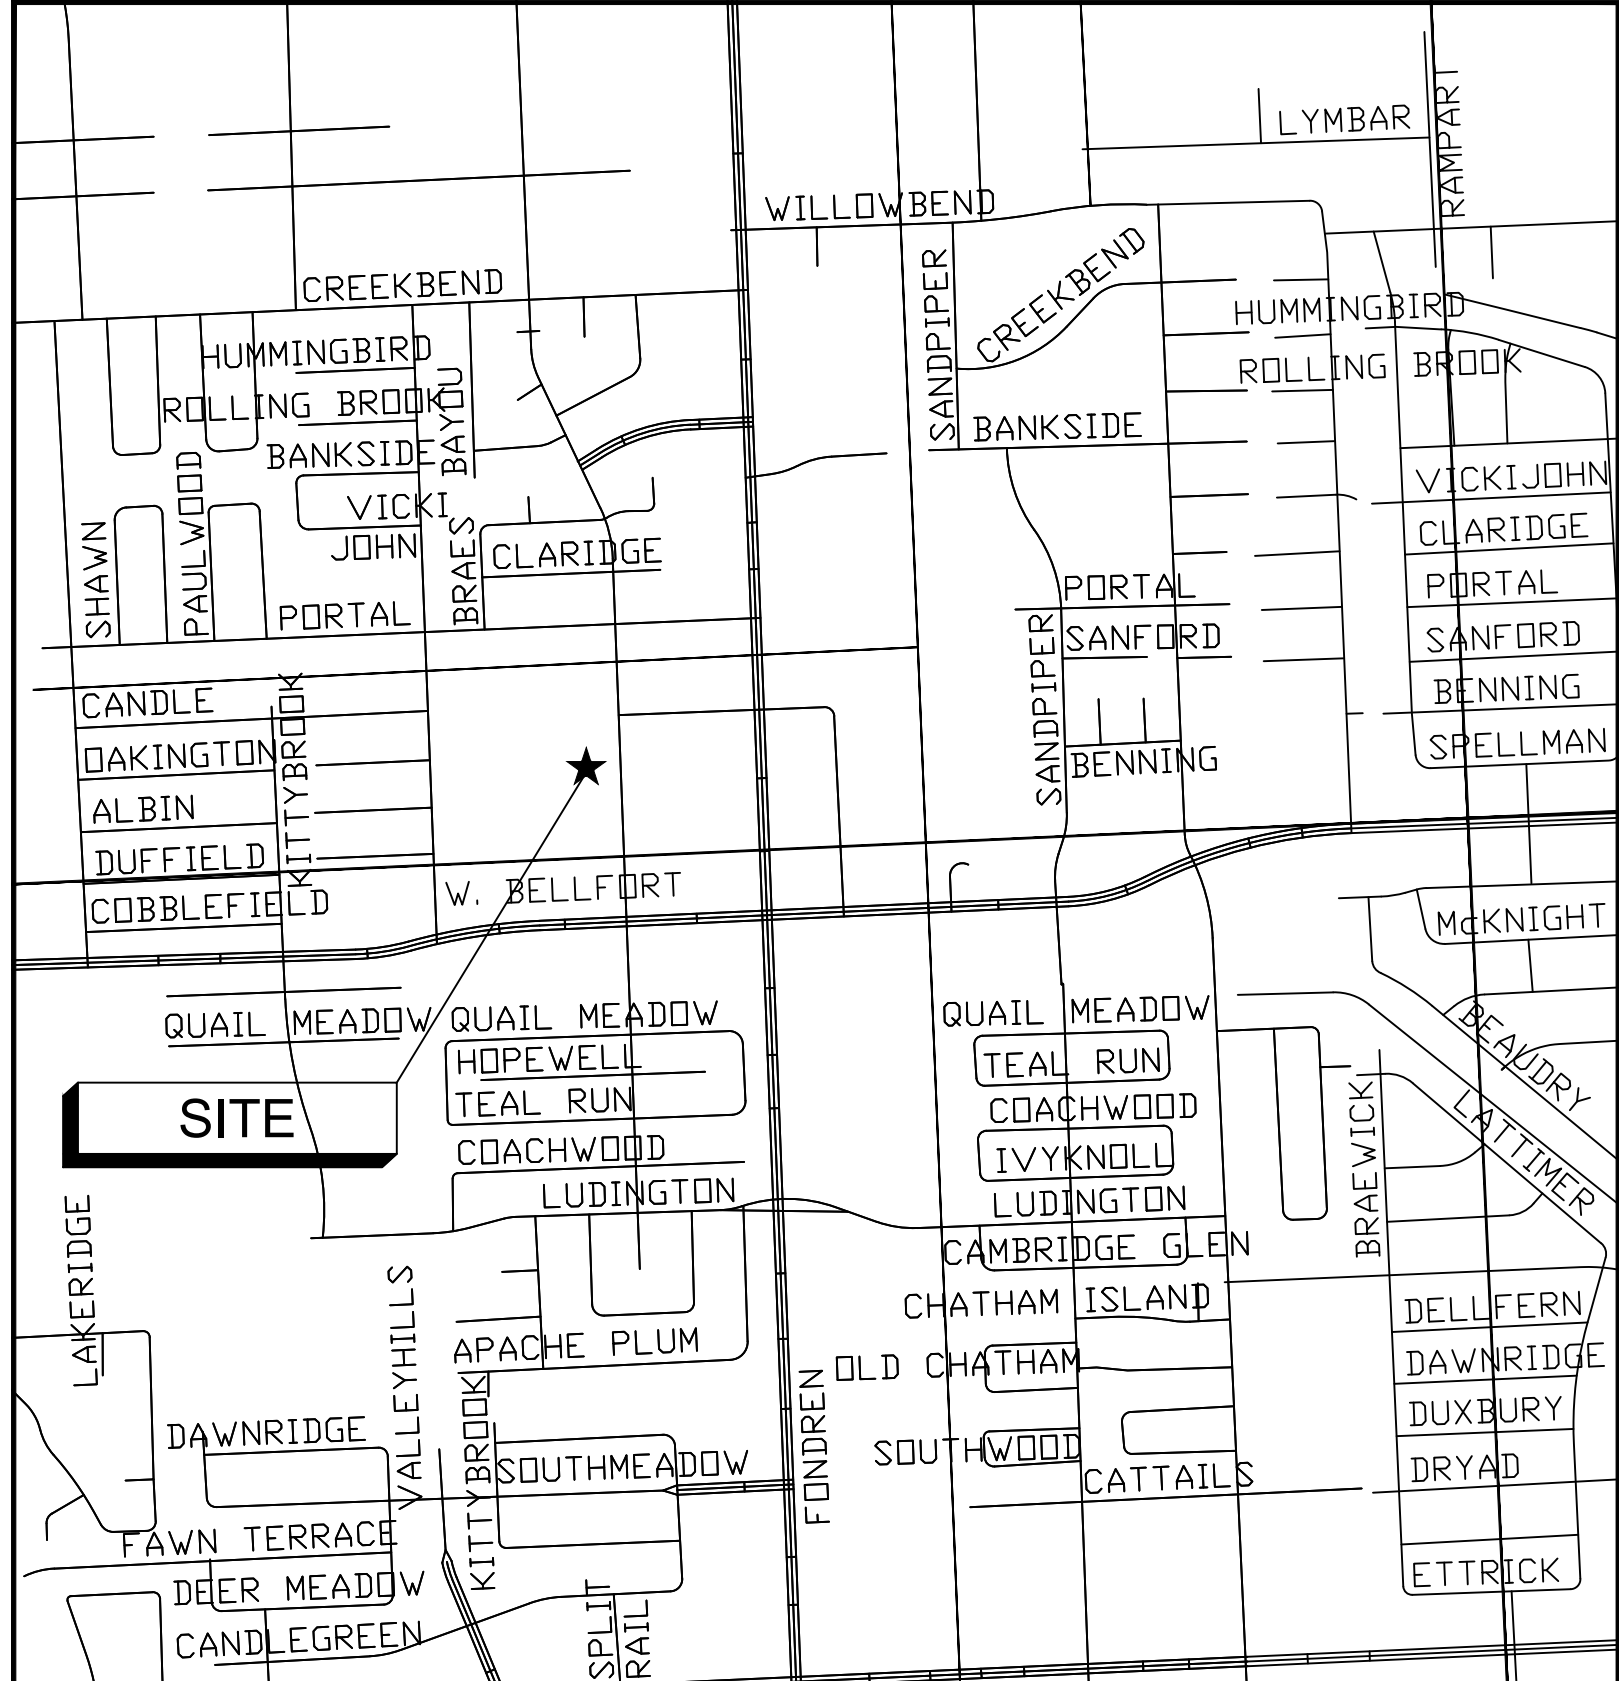 LYMBAR
RAMPART
WILLOWBEND
CREEKBEND
SANDPIPER
CREEKBEND
HUMMINGBIRD
HUMMINGBIRD
ROLLING BROOK
ROLLING BROOK
BANKSIDE
BRAES BAYOU
BANKSIDE
VICKI
JOHN
VICKIJOHN
SHAWN
PAULWOOD
CLARIDGE
CLARIDGE
PORTAL
PORTAL
PORTAL
SANFORD
SANFORD
CANDLE
KITTYBROOK
SANDPIPER
BENNING
OAKINGTON
BENNING
SPELLMAN
ALBIN
DUFFIELD
COBBLEFIELD
W. BELLFORT
McKNIGHT
QUAIL MEADOW
QUAIL MEADOW
QUAIL MEADOW
BEAUDRY
HOPEWELL
TEAL RUN
TEAL RUN
SITE
COACHWOOD
LATTIMER
COACHWOOD
IVYKNOLL
BRAEWICK
LUDINGTON
LUDINGTON
LAKERIDGE
CAMBRIDGE GLEN
VALLEYHILLS
CHATHAM ISLAND
DELLFERN
APACHE PLUM
OLD CHATHAM
DAWNRIDGE
KITTYBROOK
FONDREN
DUXBURY
DAWNRIDGE
SOUTHWOOD
SOUTHMEADOW
CATTAILS
DRYAD
FAWN TERRACE
DEER MEADOW
ETTRICK
CANDLEGREEN
SPLIT
RAIL